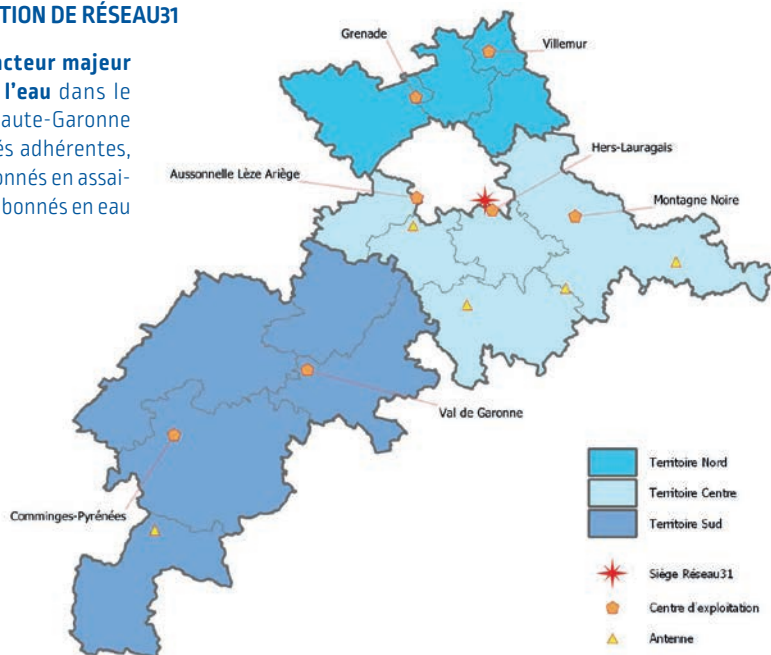 TION DE RÉSEAU31
acteur majeur
l'eau dans le
aute-Garonne
és adhérentes,
onnés en assai-
bonnés en eau
Grenade
Villemur
Hers-Lauragais
Aussonnelle Lèze Ariège
Montagne Noire
Val de Garonne
Comminges-Pyrénées
Territoire Nord
Territoire Centre
Territoire Sud
Siège Réseau31
Centre d'exploitation
Antenne